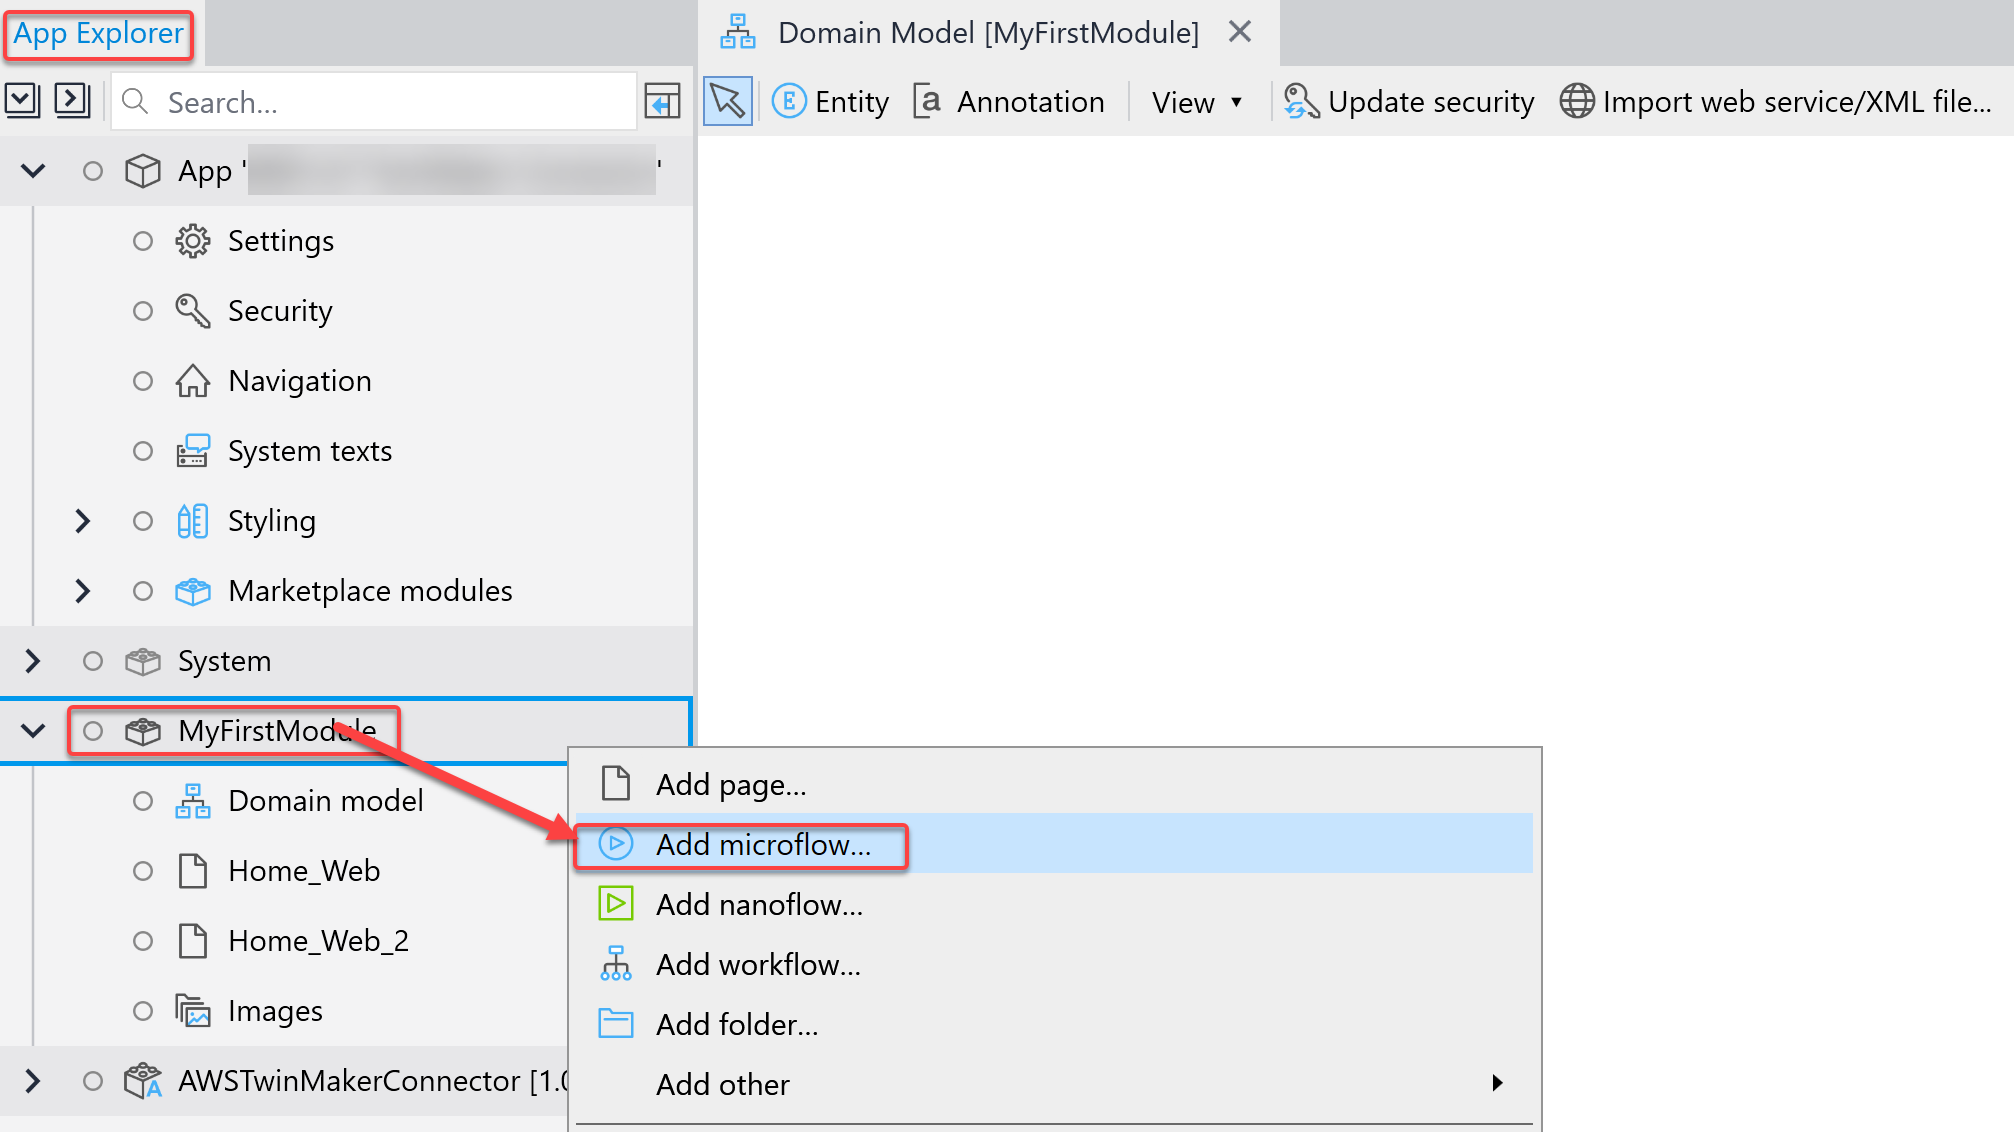 App Explorer
Domain Model [MyFirstModule]
Search...
Entity
Annotation
View
Update security
Import web service/XML file...
App ' '
Settings
Security
Navigation
System texts
Styling
Marketplace modules
System
MyFirstModule
Domain model
Home_Web
Home_Web_2
Images
AWSTwinMakerConnector [1.0
Add page...
Add microflow...
Add nanoflow...
Add workflow...
Add folder...
Add other